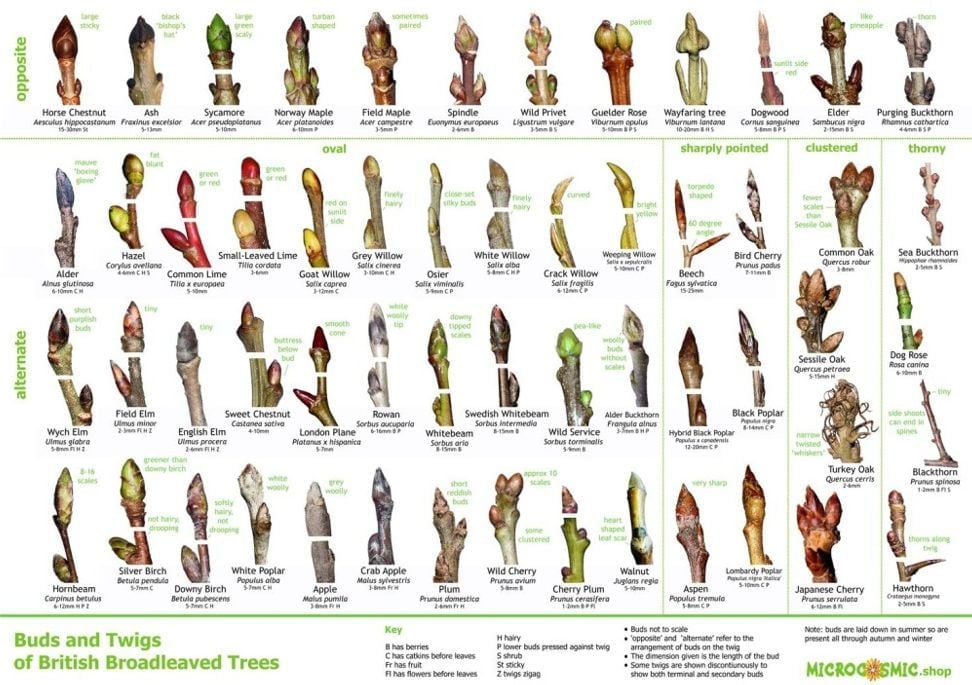 opposite
large
sticky
Horse Chestnut
Aesculus hippocastanum
15-30mm St
black
'bishop's
hat'
Ash
Fraxinus excelsior
5-13mm
large
green
scaly
Sycamore
Acer pseudoplatanus
5-10mm
turban
shaped
Norway Maple
Acer platanoides
6-10mm P
sometimes
paired
Field Maple
Acer campestre
3-5mm P
Spindle
Euonymus europaeus
2-6mm B
Wild Privet
Ligustrum vulgare
3-5mm B S
paired
Guelder Rose
Viburnum opulus
5-10mm B P S
Wayfaring tree
Viburnum lantana
10-20mm B H S
sunlit side
red
Dogwood
Cornus sanguinea
5-8mm B P S
like
pineapple
Elder
Sambucus nigra
2-15mm B S
thorn
Purging Buckthorn
Rhamnus cathartica
4-6mm B S P
alternate
oval
sharply pointed
clustered
thorny
mauve
'boxing
glove'
Alder
Alnus glutinosa
6-10mm C H
fat
blunt
Hazel
Corylus avellana
4-6mm C H S
green
or red
Common Lime
Tilia x europaea
5-10mm
green
or red
Small-Leaved Lime
Tilia cordata
3-6mm
red on
sunlit
side
Goat Willow
Salix caprea
3-12mm C
finely
hairy
Grey Willow
Salix cinerea
3-10mm C H
close-set
silky buds
Osier
Salix viminalis
5-9mm C P
finely
hairy
White Willow
Salix alba
5-8mm C H P
curved
Crack Willow
Salix fragilis
6-12mm C P
bright
yellow
Weeping Willow
Salix x sepulcralis
5-10mm C P
torpedo
shaped
60 degree
angle
Beech
Fagus sylvatica
15-25mm
Bird Cherry
Prunus padus
7-11mm B
fewer
scales
than
Sessile Oak
Common Oak
Quercus robur
3-8mm
Sea Buckthorn
Hippophae rhamnoides
2-5mm B S
short
purplish
buds
Wych Elm
Ulmus glabra
5-8mm Fl H Z
tiny
Field Elm
Ulmus minor
2-3mm Fl H Z
tiny
English Elm
Ulmus procera
2-6mm Fl H Z
buttress
below
bud
Sweet Chestnut
Castanea sativa
4-10mm
smooth
cone
London Plane
Platanus x hispanica
5-7mm
white
woolly
tip
Rowan
Sorbus aucuparia
6-16mm B P
downy
tipped
scales
Whitebeam
Sorbus aria
8-15mm B
Swedish Whitebeam
Sorbus intermedia
8-15mm B
pea-like
Wild Service
Sorbus torminalis
5-9mm B
woolly
buds
without
scales
Alder Buckthorn
Frangula alnus
3-7mm B H P
Hybrid Black Poplar
Populus x canadensis
12-20mm C P
Black Poplar
Populus nigra
8-14mm C P
Sessile Oak
Quercus petraea
5-15mm H
narrow
twisted
'whiskers'
Turkey Oak
Quercus cerris
2-6mm
Dog Rose
Rosa canina
6-10mm B
tiny
side shoots
can end in
spines
Blackthorn
Prunus spinosa
1-2mm B Fl S
8-16
scales
Hornbeam
Carpinus betulus
6-12mm H P Z
greener than
downy birch
not hairy,
drooping
Silver Birch
Betula pendula
5-7mm C
softly
hairy,
not
drooping
Downy Birch
Betula pubescens
5-7mm C H
white
woolly
White Poplar
Populus alba
5-7mm C H
grey
woolly
Apple
Malus pumila
3-8mm Fr H
Crab Apple
Malus sylvestris
3-8mm Fr H
short
reddish
buds
Plum
Prunus domestica
2-6mm Fr H
approx 10
scales
some
clustered
Wild Cherry
Prunus avium
5-8mm B
Cherry Plum
Prunus cerasifera
1-2mm B P Fl
heart
shaped
leaf scar
Walnut
Juglans regia
5-10mm
very sharp
Aspen
Populus tremula
5-8mm C P
Lombardy Poplar
Populus nigra 'Italica'
5-10mm C P
Japanese Cherry
Prunus serrulata
6-12mm B Fl
thorns along
twig
Hawthorn
Crataegus monogyna
2-5mm B S
Buds and Twigs
of British Broadleaved Trees
Key
B has berries
C has catkins before leaves
Fr has fruit
Fl has flowers before leaves
H hairy
P lower buds pressed against twig
S shrub
St sticky
Z twigs zigzag
• Buds not to scale
• 'opposite' and 'alternate' refer to the
arrangement of buds on the twig
• The dimension given is the length of the bud
• Some twigs are shown discontiunously to
show both terminal and secondary buds
Note: buds are laid down in summer so are
present all through autumn and winter
MICROCOSMIC.shop